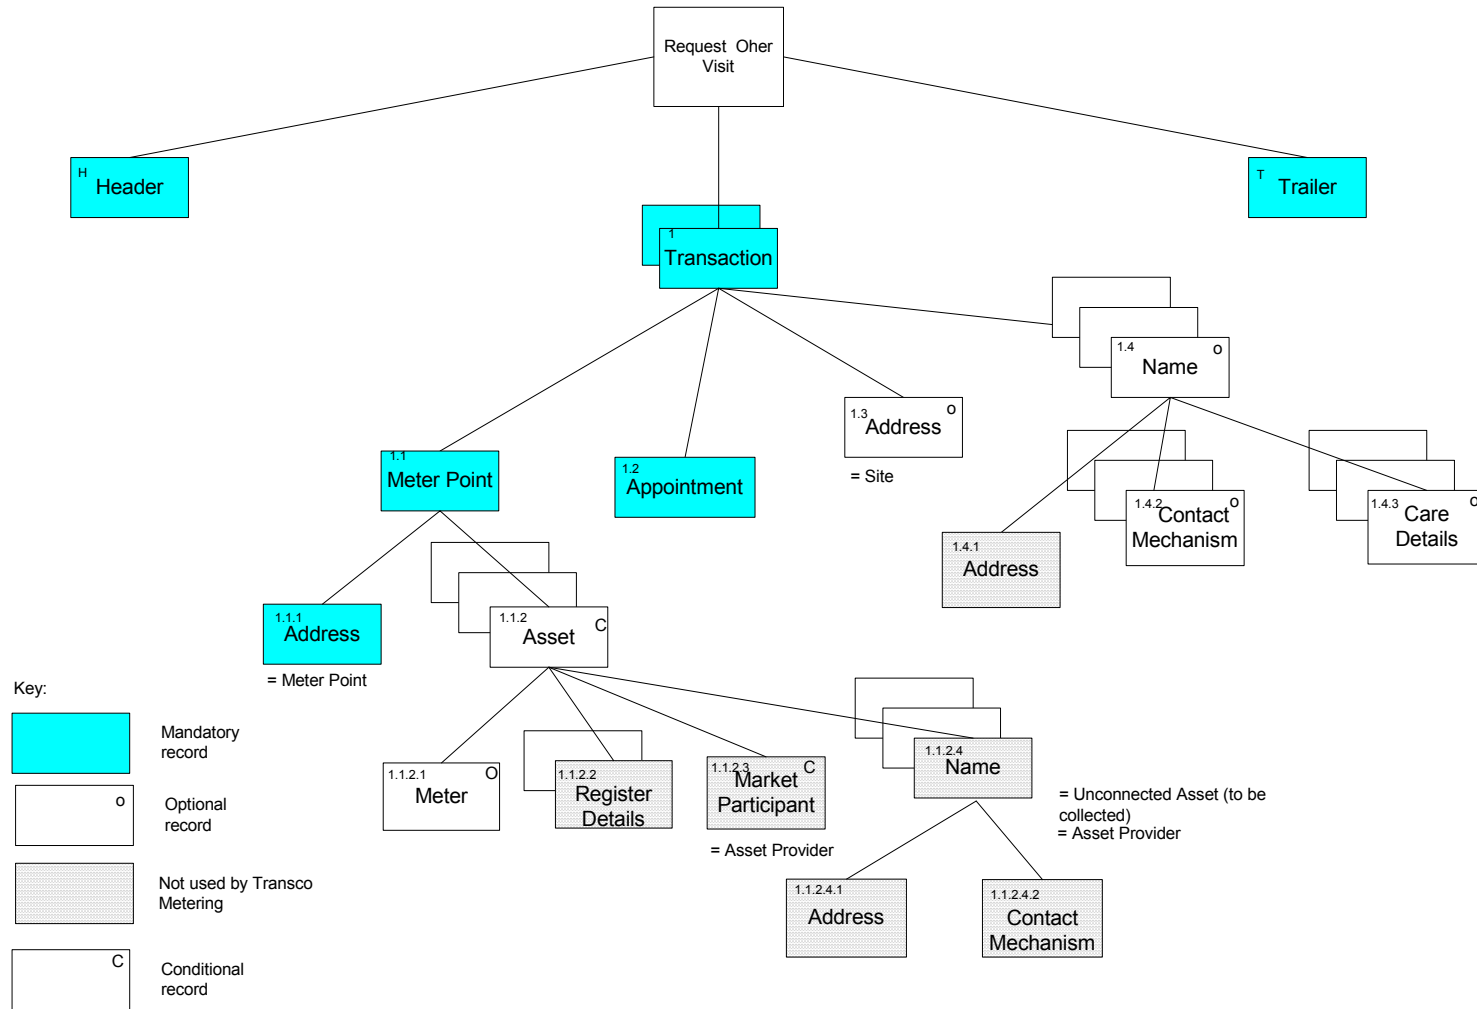 Request Oher
Visit
H
Header
T
Trailer
1
Transaction
1.4
o
Name
1.3
o
Address
= Site
1.1
Meter Point
1.2
Appointment
1.4.1
Address
1.4.2
o
Contact
Mechanism
1.4.3
o
Care
Details
1.1.1
Address
= Meter Point
1.1.2
C
Asset
1.1.2.1
O
Meter
1.1.2.2
Register
Details
1.1.2.3
C
Market
Participant
= Asset Provider
1.1.2.4
Name
= Unconnected Asset (to be
collected)
= Asset Provider
1.1.2.4.1
Address
1.1.2.4.2
Contact
Mechanism
Key:
Mandatory
record
o
Optional
record
Not used by Transco
Metering
C
Conditional
record